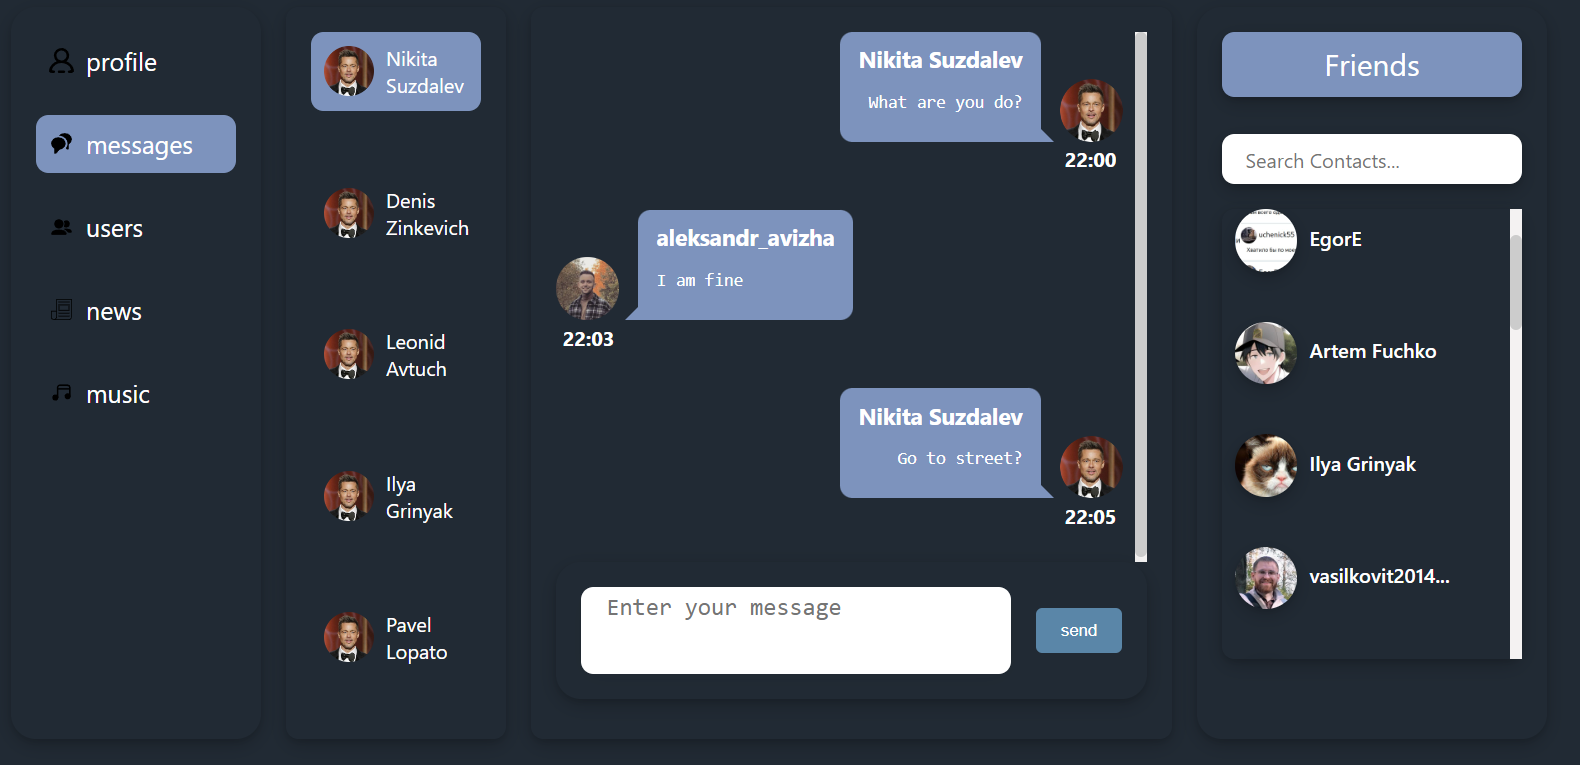 profile
messages
users
news
music
Nikita
Suzdalev
Denis
Zinkevich
Leonid
Avtuch
Ilya
Grinyak
Pavel
Lopato
Nikita Suzdalev
What are you do?
22:00
aleksandr_avizha
I am fine
22:03
Nikita Suzdalev
Go to street?
22:05
Enter your message
send
Friends
Search Contacts...
uchenick55
EgorE
Artem Fuchko
Ilya Grinyak
vasilkovit2014...